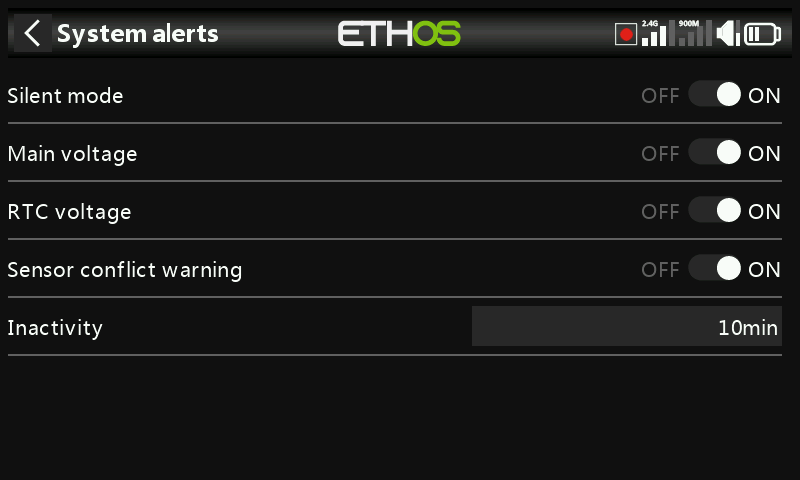 System alerts
ETHOS
2.4G
900M
Silent mode OFF ON
Main voltage OFF ON
RTC voltage OFF ON
Sensor conflict warning OFF ON
Inactivity 10min